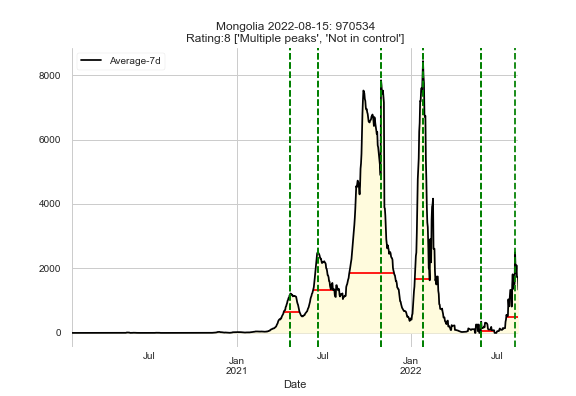 Mongolia 2022-08-15: 970534
Rating:8 ['Multiple peaks', 'Not in control']
Average-7d
8000
6000
4000
2000
0
Jul
Jan
2021
Jul
Jan
2022
Jul
Date